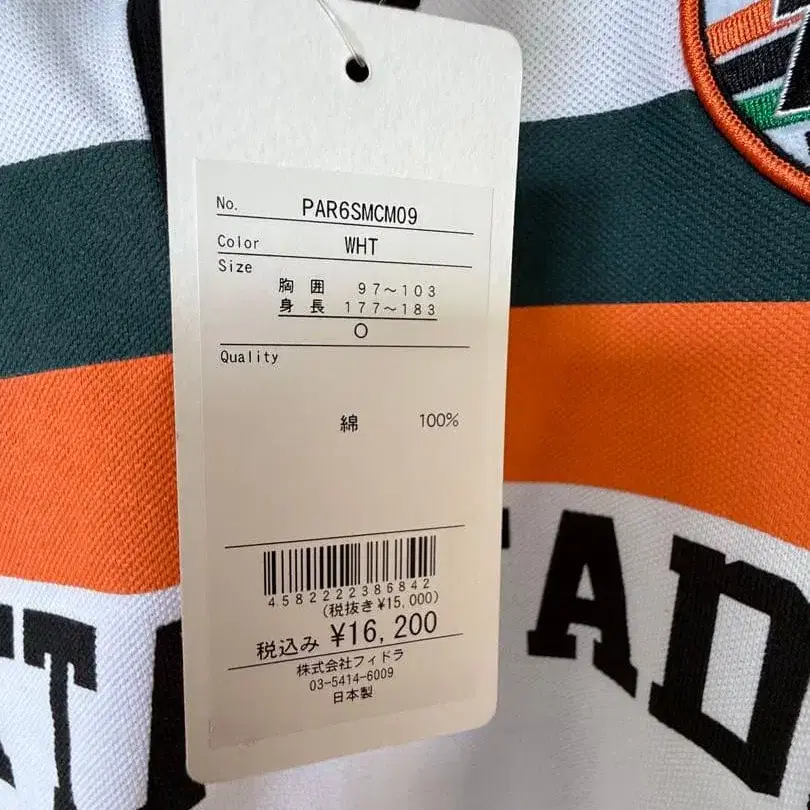 No. PAR6SMCM09
Color WHT
Size
胸囲 97～103
身長 177～183
O
Quality
綿 100%
4582222386842
(税抜き¥15,000)
税込み ¥16,200
株式会社フィドラ
03-5414-6009
日本製
TAD